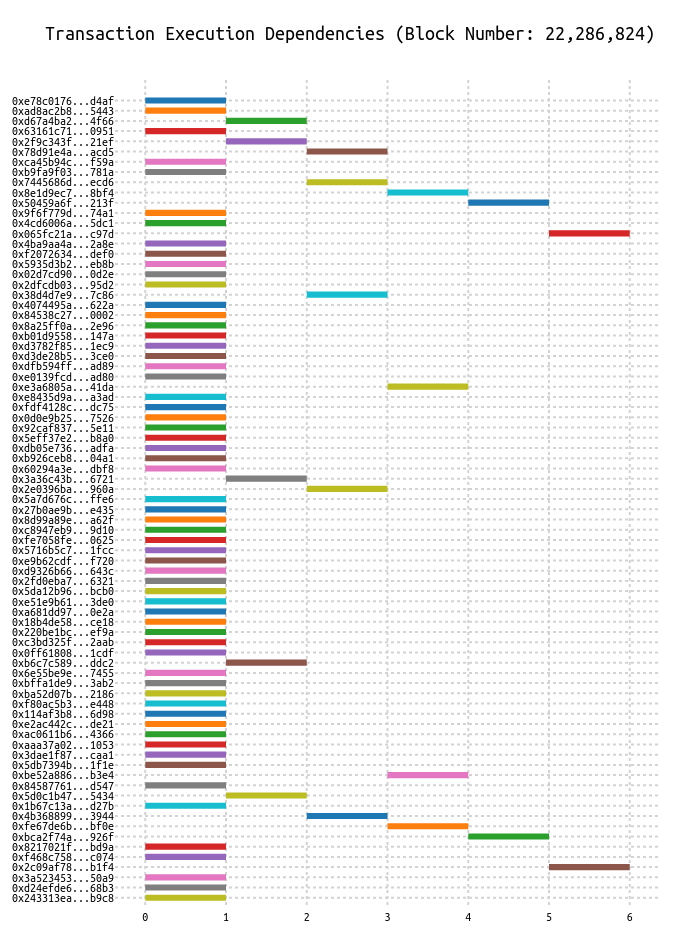 Transaction Execution Dependencies (Block Number: 22,286,824)
0xe78c0176...d4af
0xad8ac2b8...5443
0xd67a4ba2...4f66
0x63161c71...0951
0x2f9c343f...21ef
0x78d91e4a...acd5
0xca45b94c...f59a
0xb9fa9f03...781a
0x7445686d...ecd6
0x8e1d9ec7...8bf4
0x50459a6f...213f
0x9f6f779d...74a1
0x4cd6006a...5dc1
0x065fc21a...c97d
0x4ba9aa4a...2a8e
0xf2072634...def0
0x5935d3b2...eb8b
0x02d7cd90...0d2e
0x2dfcdb03...95d2
0x38d4d7e9...7c86
0x4074495a...622a
0x84538c27...0002
0x8a25ff0a...2e96
0xb01d9558...147a
0xd3782f85...1ec9
0xd3de28b5...3ce0
0xdfb594ff...ad89
0xe0139fcd...ad80
0xe3a6805a...41da
0xe8435d9a...a3ad
0xfdf4128c...dc75
0x0d0e9b25...7526
0x92caf837...5e11
0x5eff37e2...b8a0
0xdb05e736...adfa
0xb926ceb8...04a1
0x60294a3e...dbf8
0x3a36c43b...6721
0x2e0396ba...960a
0x5a7d676c...ffe6
0x27b0ae9b...e435
0x8d99a89e...a62f
0xc8947eb9...9d10
0xfe7058fe...0625
0x5716b5c7...1fcc
0xe9b62cdf...f720
0xd9326b66...643c
0x2fd0eba7...6321
0x5da12b96...bcb0
0xe51e9b61...3de0
0xa681dd97...0e2a
0x18b4de58...ce18
0x220be1bc...ef9a
0xc3bd325f...2aab
0x0ff61808...1cdf
0xb6c7c589...ddc2
0x6e55be9e...7455
0xbffa1de9...3ab2
0xba52d07b...2186
0xf80ac5b3...e448
0x114af3b8...6d98
0xe2ac442c...de21
0xac0611b6...4366
0xaaa37a02...1053
0x3dae1f87...caa1
0x5db7394b...1f1e
0xbe52a886...b3e4
0x84587761...d547
0x5d0c1b47...5434
0x1b67c13a...d27b
0x4b368899...3944
0xfe67de6b...bf0e
0xbca2f74a...926f
0x8217021f...bd9a
0xf468c758...c074
0x2c09af78...b1f4
0x3a523453...50a9
0xd24efde6...68b3
0x243313ea...b9c8
0 1 2 3 4 5 6